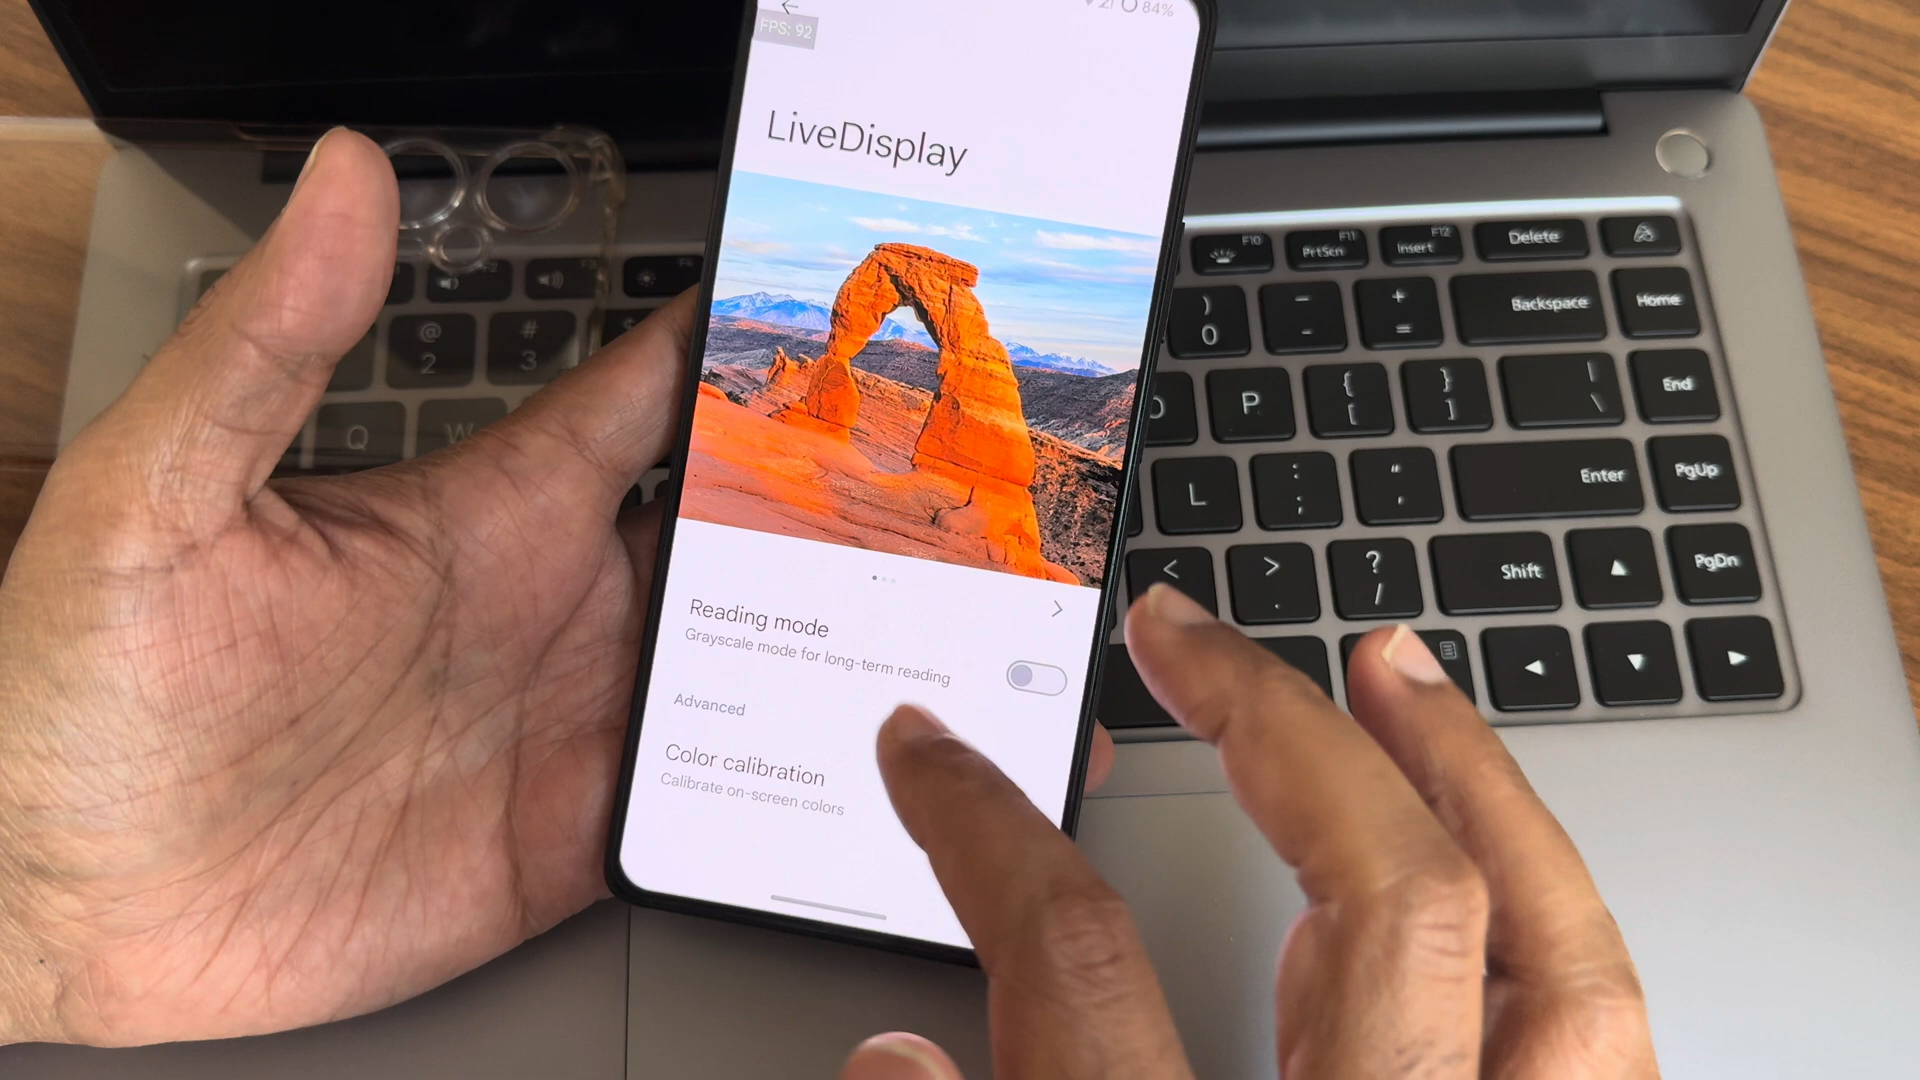 84%
FPS: 92
LiveDisplay
Reading mode
Grayscale mode for long-term reading
Advanced
Color calibration
Calibrate on-screen colors
F10
F11
PrtScn
F12
Insert
Delete
@
2
#
3
)
0
-
-
+
=
Backspace
Home
Q
W
P
{
[
}
]
|
\
End
L
:
;
"
,
Enter
PgUp
<
>
.
?
/
Shift
PgDn